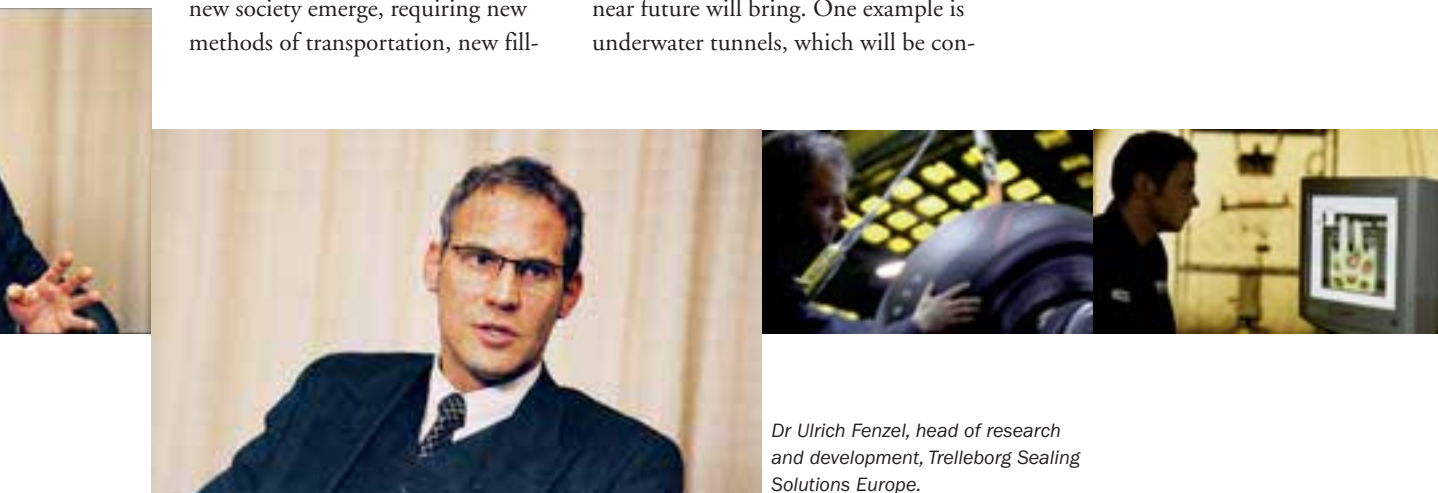 new society emerge, requiring new
methods of transportation, new fill-
near future will bring. One example is
underwater tunnels, which will be con-
Dr Ulrich Fenzel, head of research
and development, Trelleborg Sealing
Solutions Europe.